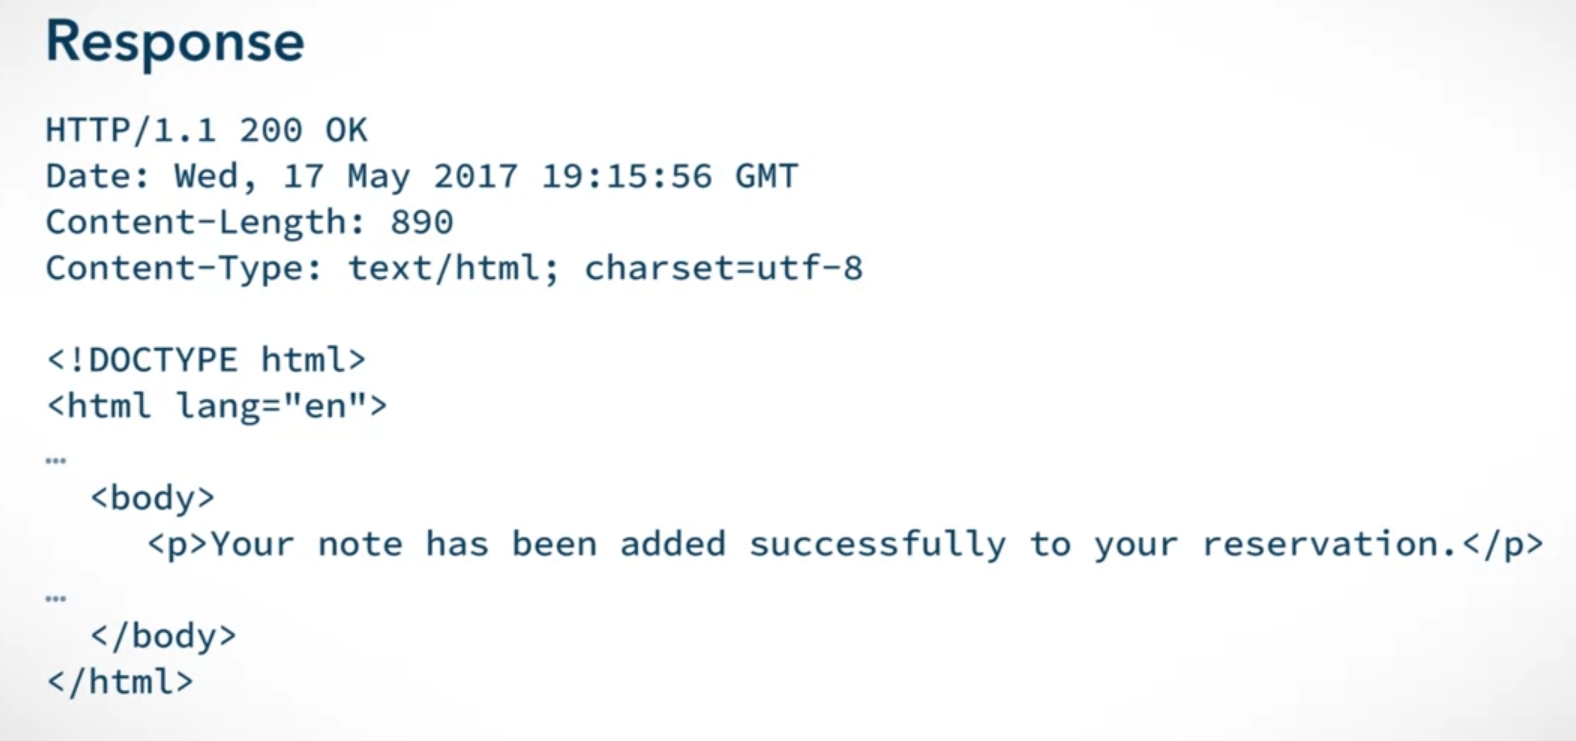 Response
HTTP/1.1 200 OK
Date: Wed, 17 May 2017 19:15:56 GMT
Content-Length: 890
Content-Type: text/html; charset=utf-8
<!DOCTYPE html>
<html lang="en">
…
<body>
<p>Your note has been added successfully to your reservation.</p>
…
</body>
</html>